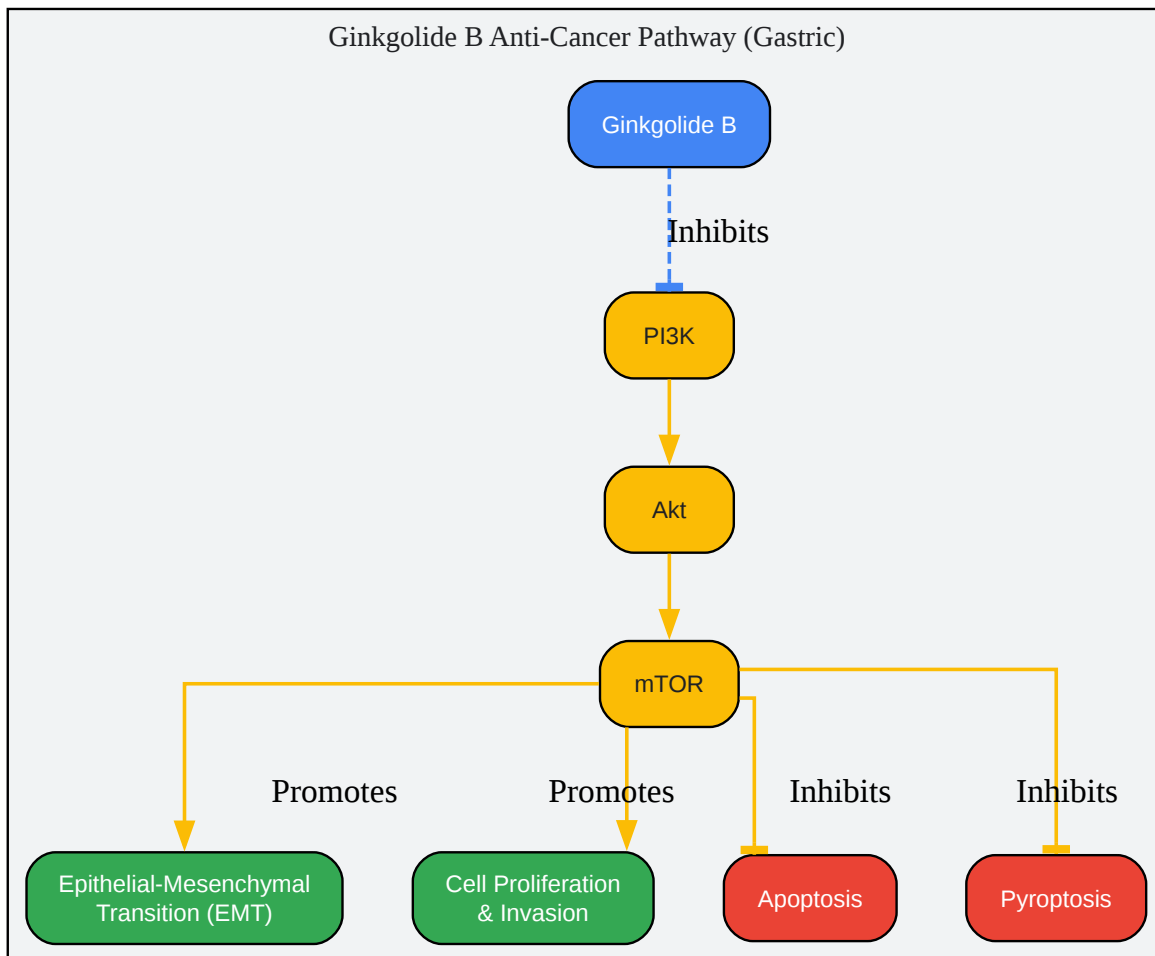 Ginkgolide B Anti-Cancer Pathway (Gastric)
Ginkgolide B
Inhibits
PI3K
Akt
mTOR
Promotes
Promotes
Inhibits
Inhibits
Epithelial-Mesenchymal
Transition (EMT)
Cell Proliferation
& Invasion
Apoptosis
Pyroptosis